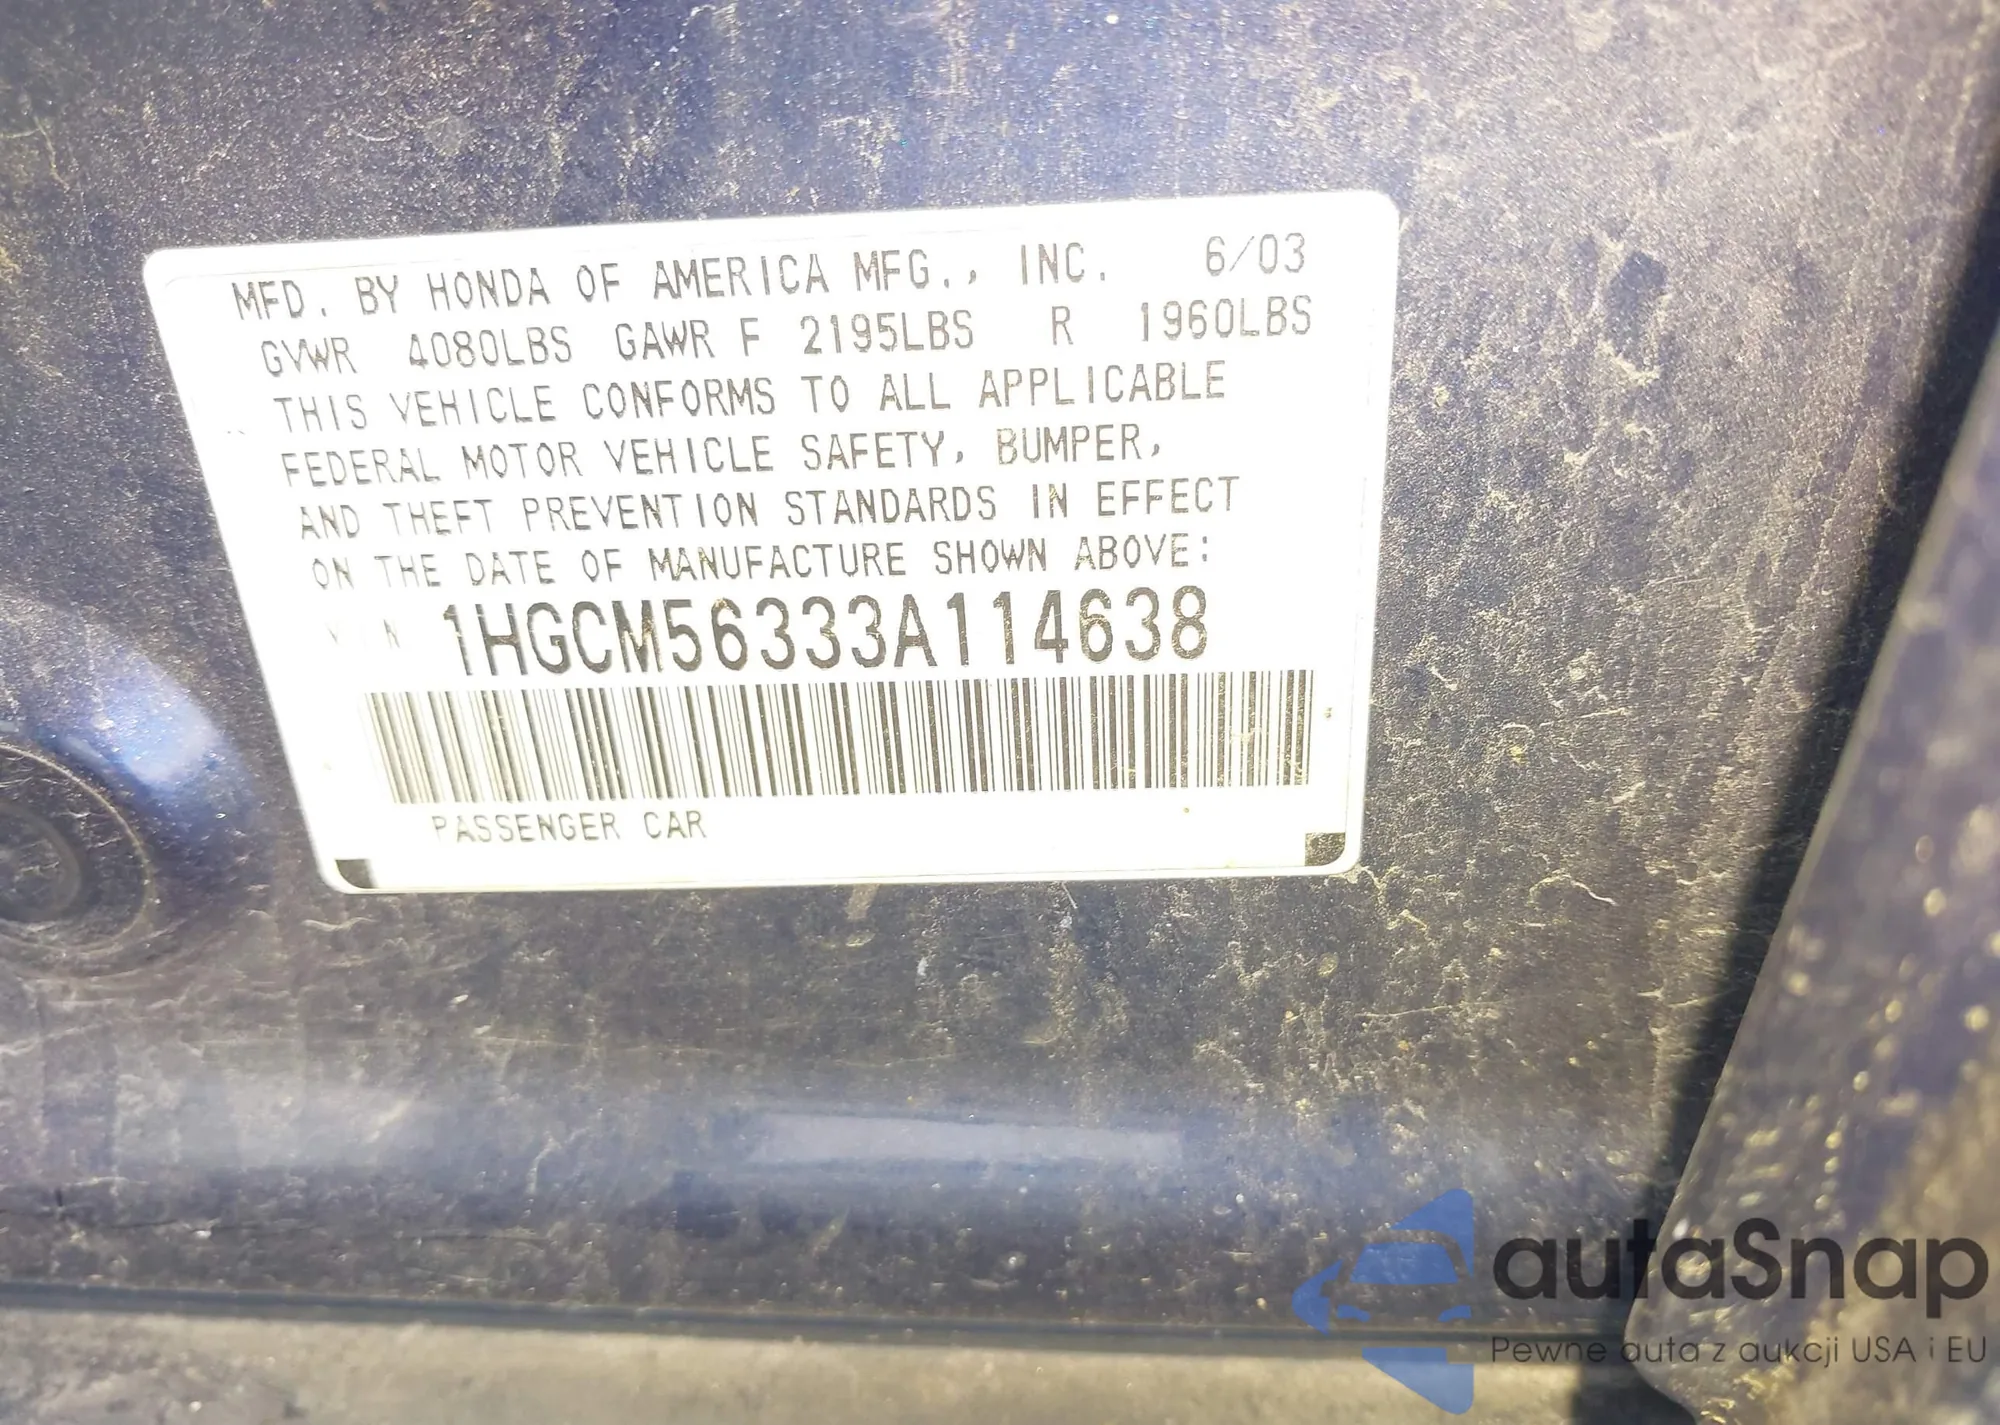 MFD. BY HONDA OF AMERICA MFG., INC. 6/03
GVWR 4080LBS GAWR F 2195LBS R 1960LBS
THIS VEHICLE CONFORMS TO ALL APPLICABLE
FEDERAL MOTOR VEHICLE SAFETY, BUMPER,
AND THEFT PREVENTION STANDARDS IN EFFECT
ON THE DATE OF MANUFACTURE SHOWN ABOVE:
VIN 1HGCM56333A114638
PASSENGER CAR
autaSnap
Pewne auta z aukcji USA i EU